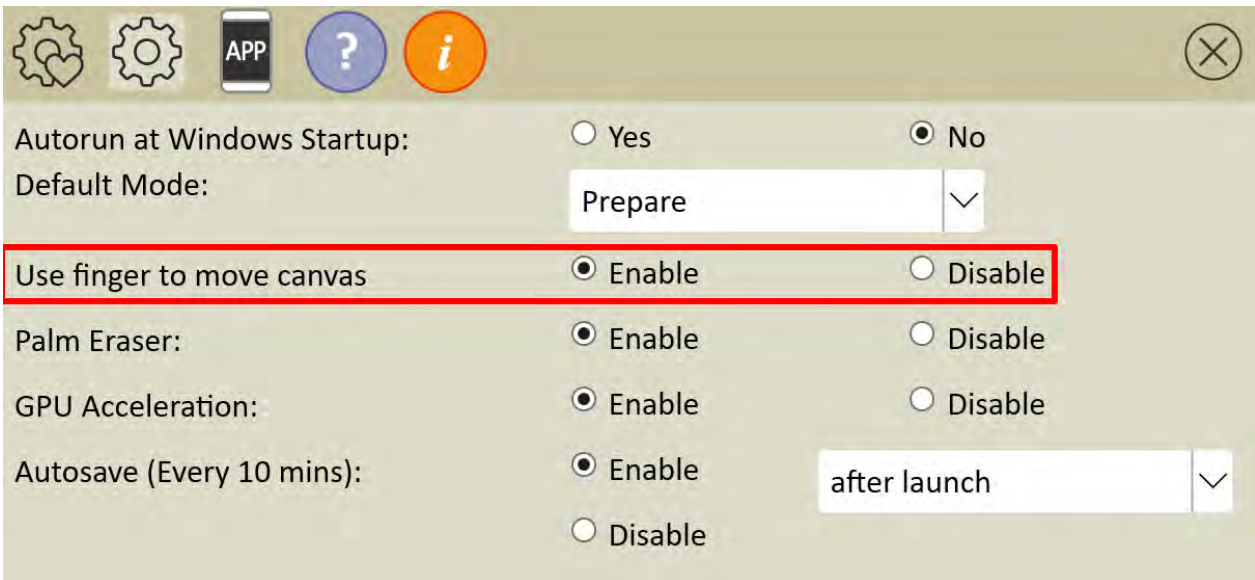 APP ? i
Autorun at Windows Startup: Yes No
Default Mode: Prepare
Use finger to move canvas Enable Disable
Palm Eraser: Enable Disable
GPU Acceleration: Enable Disable
Autosave (Every 10 mins): Enable after launch
Disable